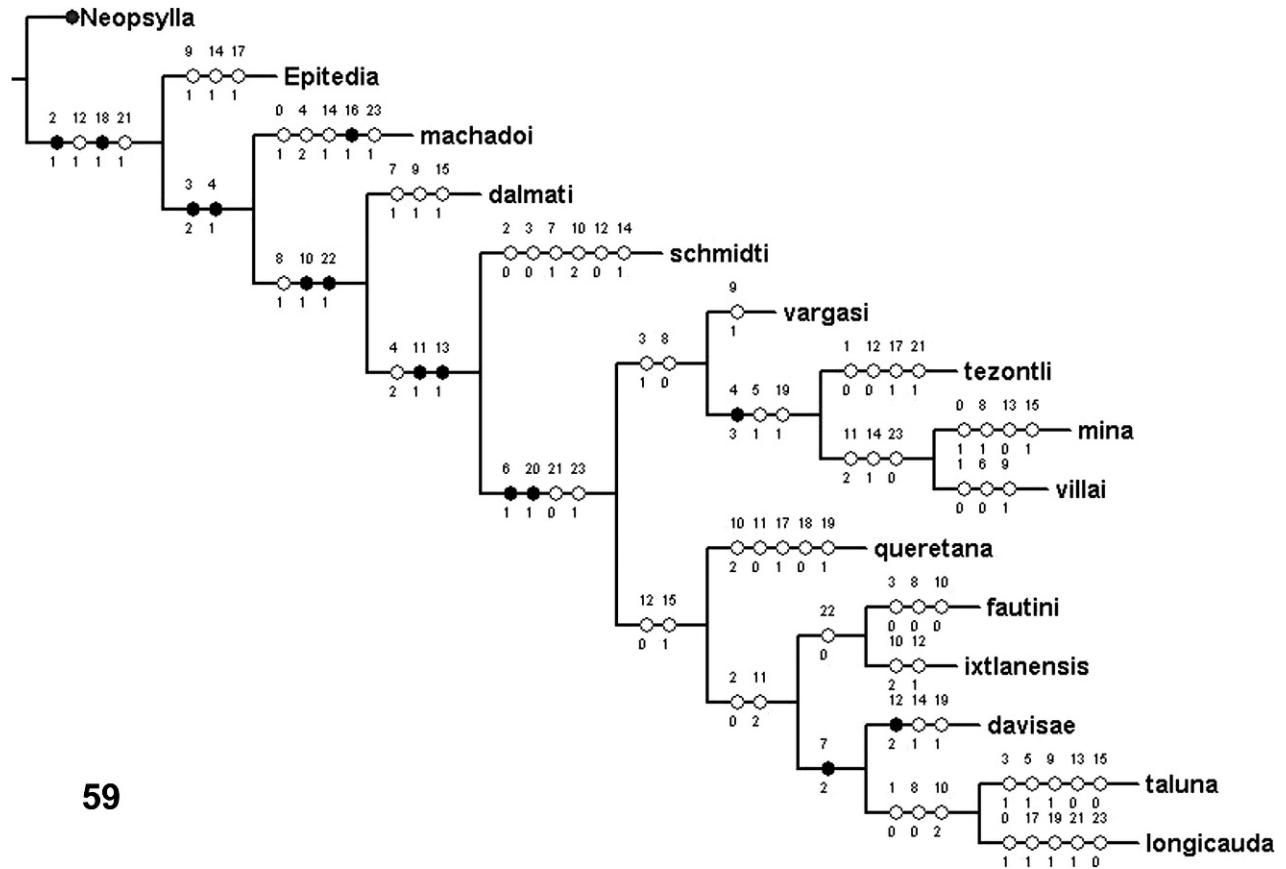 Neopsylla
9 14 17
Epitedia
1 1 1
0 4 14 16 23
2 12 18 21
machadoi
1 1 1 1
1 2 1 1 1
7 9 15
3 4
dalmati
2 1
1 1 1
2 3 7 10 12 14
8 10 22
schmidti
0 0 1 2 0 1
1 1 1
9
vargasi
1
3 8
1 12 17 21
4 11 13
tezontli
1 0
0 0 1 1
2 1 1
4 5 19
0 8 13 15
3 1 1
mina
11 14 23
1 1 0 1
1 6 9
2 1 0
villai
6 20 21 23
0 0 1
1 1 0 1
10 11 17 18 19
queretana
2 0 1 0 1
3 8 10
12 15
22
fautini
0 0 0
10 12
0 1
0
ixtlanensis
2 1
2 11
12 14 19
0 2
davisae
2 1 1
7
3 5 9 13 15
2
1 8 10
taluna
59
1 1 1 0 0
0 17 19 21 23
0 0 2
longicauda
1 1 1 1 0